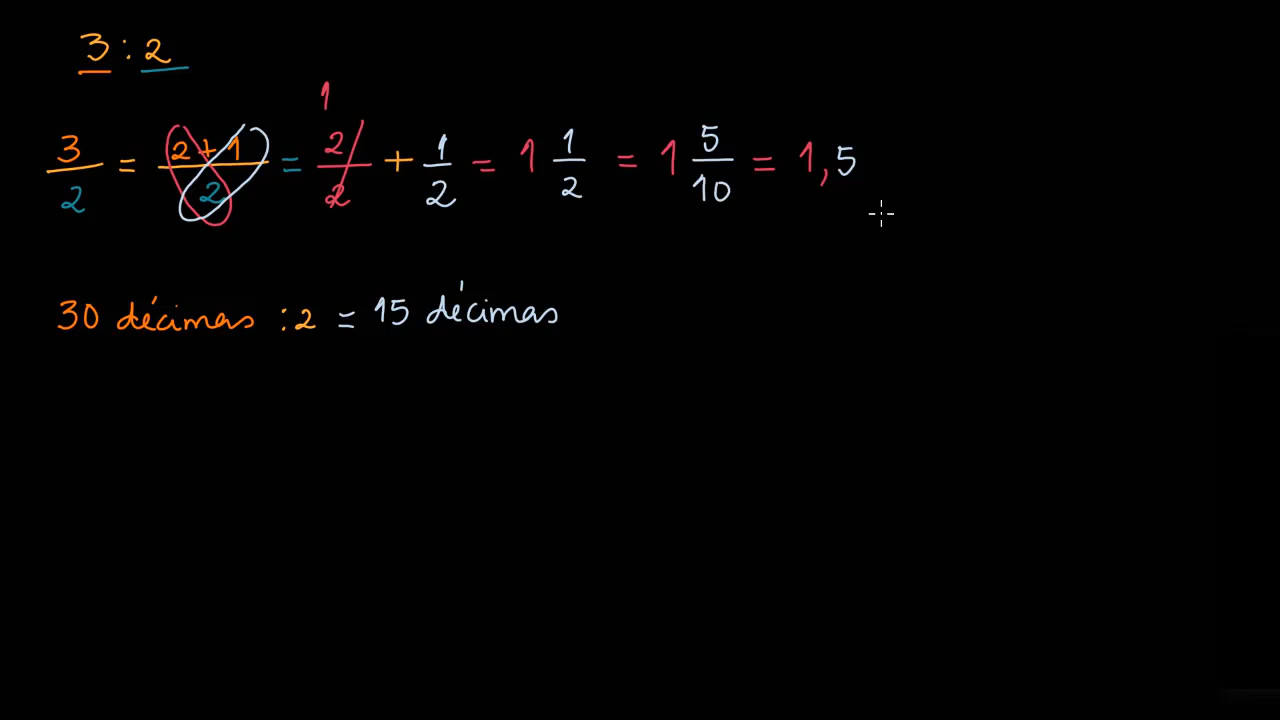 3 : 2
1
3/2 = (2+1)/2 = 2/2 + 1/2 = 1 1/2 = 1 5/10 = 1,5
30 décimas : 2 = 15 décimas